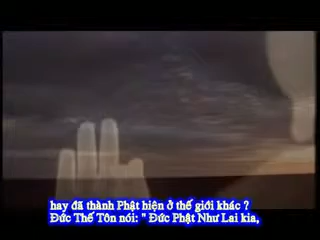 hay đã thành Phật hiện ở thế giới khác ?
Đức Thế Tôn nói: " Đức Phật Như Lai kia,